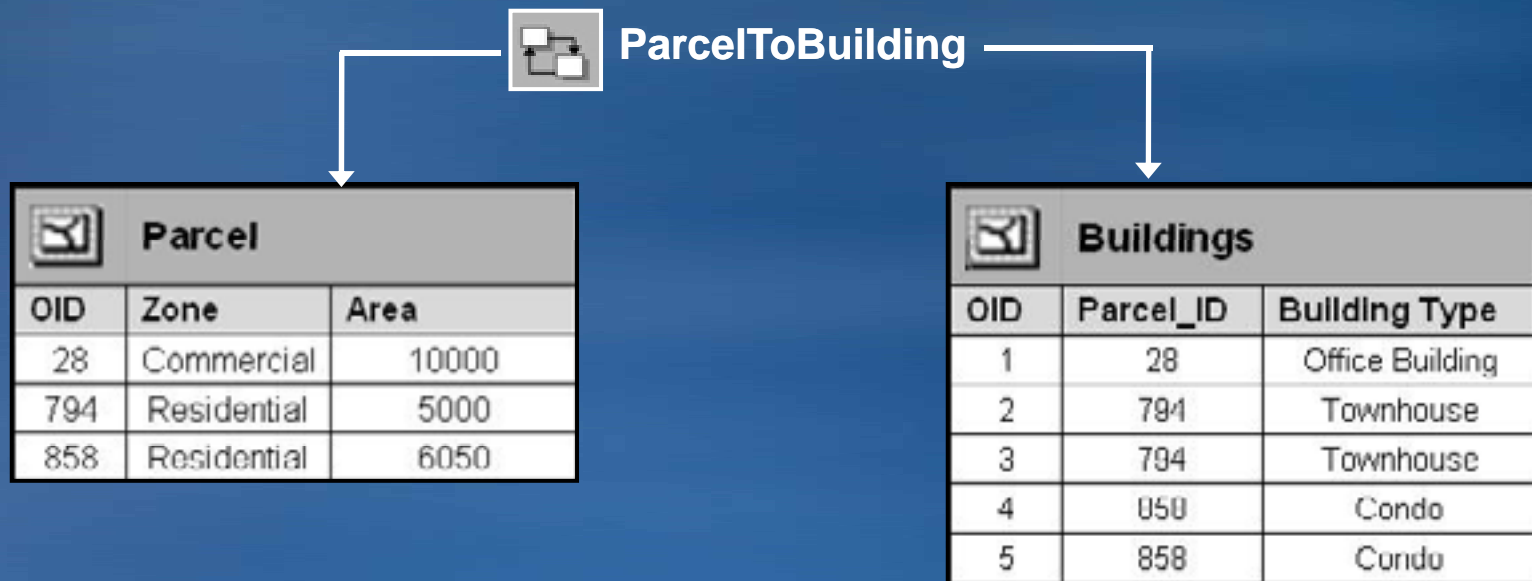 ParcelToBuilding
Parcel
OID Zone Area
28 Commercial 10000
794 Residential 5000
858 Residential 6050
Buildings
OID Parcel_ID Building Type
1 28 Office Building
2 794 Townhouse
3 794 Townhouse
4 858 Condo
5 858 Condo